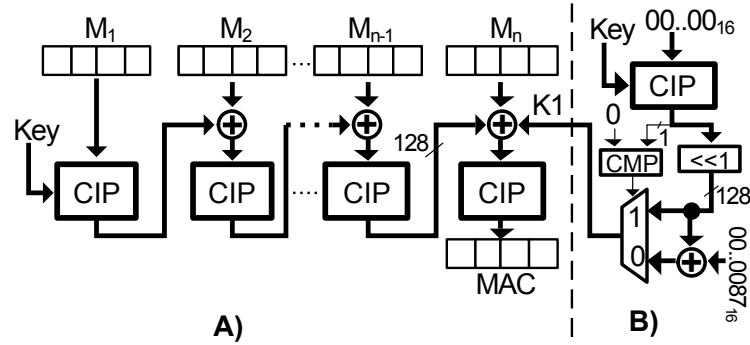 M₁ M₂ M₍ₙ₋₁₎ Mₙ
... 
Key CIP CIP .... CIP CIP
128
MAC
A)
K1
Key 00..00₁₆
CIP
0 1
CMP <<1
128
1
0
00..0087₁₆
B)